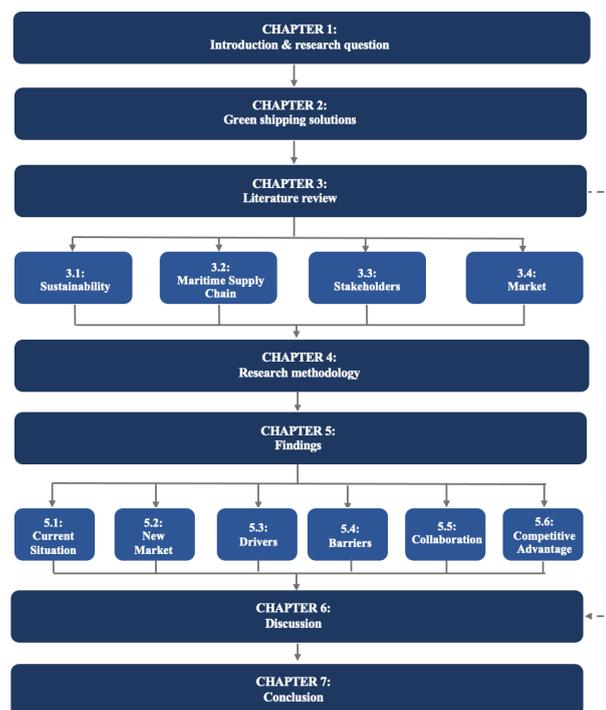 CHAPTER 1:
Introduction & research question
CHAPTER 2:
Green shipping solutions
CHAPTER 3:
Literature review
3.1:
Sustainability
3.2:
Maritime Supply
Chain
3.3:
Stakeholders
3.4:
Market
CHAPTER 4:
Research methodology
CHAPTER 5:
Findings
5.1:
Current
Situation
5.2:
New
Market
5.3:
Drivers
5.4:
Barriers
5.5:
Collaboration
5.6:
Competitive
Advantage
CHAPTER 6:
Discussion
CHAPTER 7:
Conclusion